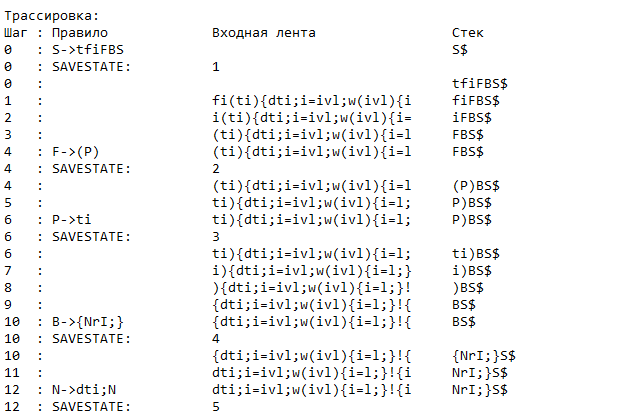 Трассировка:
Шаг : Правило Входная лента Стек
0 : S->tfiFBS S$
0 : SAVESTATE: 1
0 : tfiFBS$
1 : fi(ti){dti;i=ivl;w(ivl){i fiFBS$
2 : i(ti){dti;i=ivl;w(ivl){i= iFBS$
3 : (ti){dti;i=ivl;w(ivl){i=l FBS$
4 : F->(P) (ti){dti;i=ivl;w(ivl){i=l FBS$
4 : SAVESTATE: 2
4 : (ti){dti;i=ivl;w(ivl){i=l (P)BS$
5 : ti){dti;i=ivl;w(ivl){i=l; P)BS$
6 : P->ti ti){dti;i=ivl;w(ivl){i=l; P)BS$
6 : SAVESTATE: 3
6 : ti){dti;i=ivl;w(ivl){i=l; ti)BS$
7 : i){dti;i=ivl;w(ivl){i=l;} i)BS$
8 : ){dti;i=ivl;w(ivl){i=l;}! )BS$
9 : {dti;i=ivl;w(ivl){i=l;}!{ BS$
10 : B->{NrI;} {dti;i=ivl;w(ivl){i=l;}!{ BS$
10 : SAVESTATE: 4
10 : {dti;i=ivl;w(ivl){i=l;}!{ {NrI;}S$
11 : dti;i=ivl;w(ivl){i=l;}!{i NrI;}S$
12 : N->dti;N dti;i=ivl;w(ivl){i=l;}!{i NrI;}S$
12 : SAVESTATE: 5